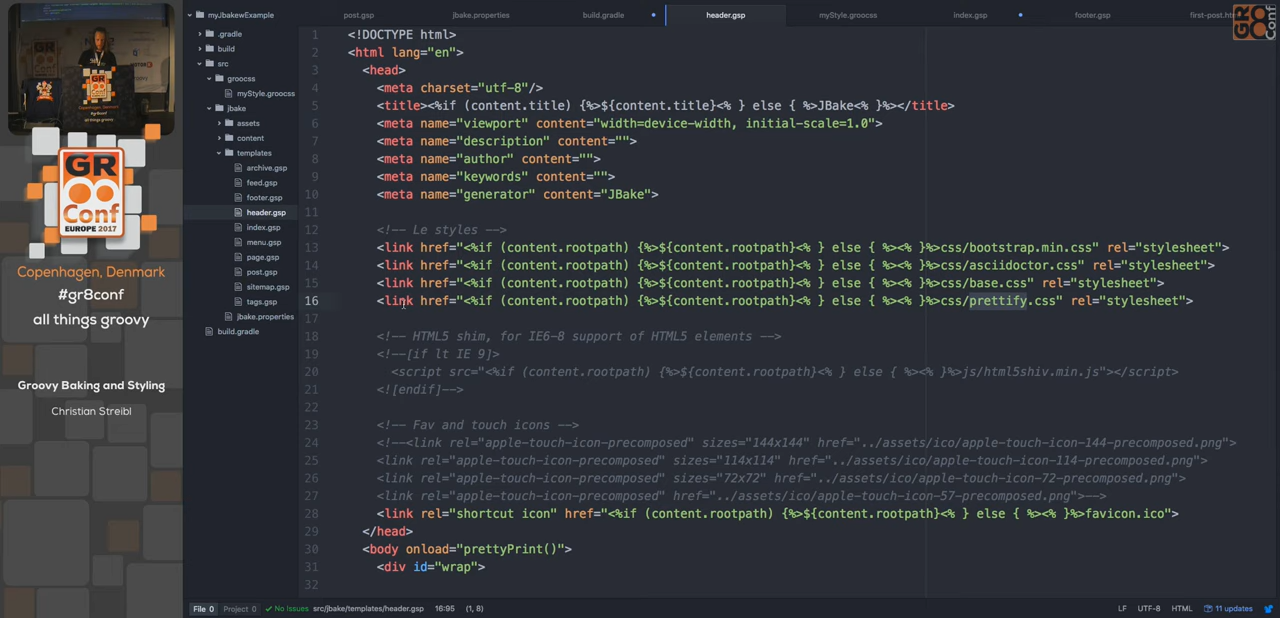 myJbakewExample
post.gsp
jbake.properties
build.gradle
header.gsp
myStyle.groocss
index.gsp
footer.gsp
first-post.htm
GR8
Conf
.gradle
build
src
groocss
myStyle.groocss
jbake
assets
content
templates
archive.gsp
feed.gsp
footer.gsp
header.gsp
index.gsp
menu.gsp
page.gsp
post.gsp
sitemap.gsp
tags.gsp
jbake.properties
build.gradle
1 <!DOCTYPE html>
2 <html lang="en">
3 <head>
4 <meta charset="utf-8"/>
5 <title><%if (content.title) {%>${content.title}<% } else { %>JBake<% }%></title>
6 <meta name="viewport" content="width=device-width, initial-scale=1.0">
7 <meta name="description" content="">
8 <meta name="author" content="">
9 <meta name="keywords" content="">
10 <meta name="generator" content="JBake">
11
12 <!-- Le styles -->
13 <link href="<%if (content.rootpath) {%>${content.rootpath}<% } else { %><% }%>css/bootstrap.min.css" rel="stylesheet">
14 <link href="<%if (content.rootpath) {%>${content.rootpath}<% } else { %><% }%>css/asciidoctor.css" rel="stylesheet">
15 <link href="<%if (content.rootpath) {%>${content.rootpath}<% } else { %><% }%>css/base.css" rel="stylesheet">
16 <link href="<%if (content.rootpath) {%>${content.rootpath}<% } else { %><% }%>css/prettify.css" rel="stylesheet">
17
18 <!-- HTML5 shim, for IE6-8 support of HTML5 elements -->
19 <!--[if lt IE 9]>
20 <script src="<%if (content.rootpath) {%>${content.rootpath}<% } else { %><% }%>js/html5shiv.min.js"></script>
21 <![endif]-->
22
23 <!-- Fav and touch icons -->
24 <!--<link rel="apple-touch-icon-precomposed" sizes="144x144" href="../assets/ico/apple-touch-icon-144-precomposed.png">
25 <link rel="apple-touch-icon-precomposed" sizes="114x114" href="../assets/ico/apple-touch-icon-114-precomposed.png">
26 <link rel="apple-touch-icon-precomposed" sizes="72x72" href="../assets/ico/apple-touch-icon-72-precomposed.png">
27 <link rel="apple-touch-icon-precomposed" href="../assets/ico/apple-touch-icon-57-precomposed.png">-->
28 <link rel="shortcut icon" href="<%if (content.rootpath) {%>${content.rootpath}<% } else { %><% }%>favicon.ico">
29 </head>
30 <body onload="prettyPrint()">
31 <div id="wrap">
32
GR8
Conf
EUROPE 2017
Copenhagen, Denmark
#gr8conf
all things groovy
Groovy Baking and Styling
Christian Streibl
File 0 Project 0 No Issues src/jbake/templates/header.gsp 16:95 (1, 8)
LF UTF-8 HTML 11 updates